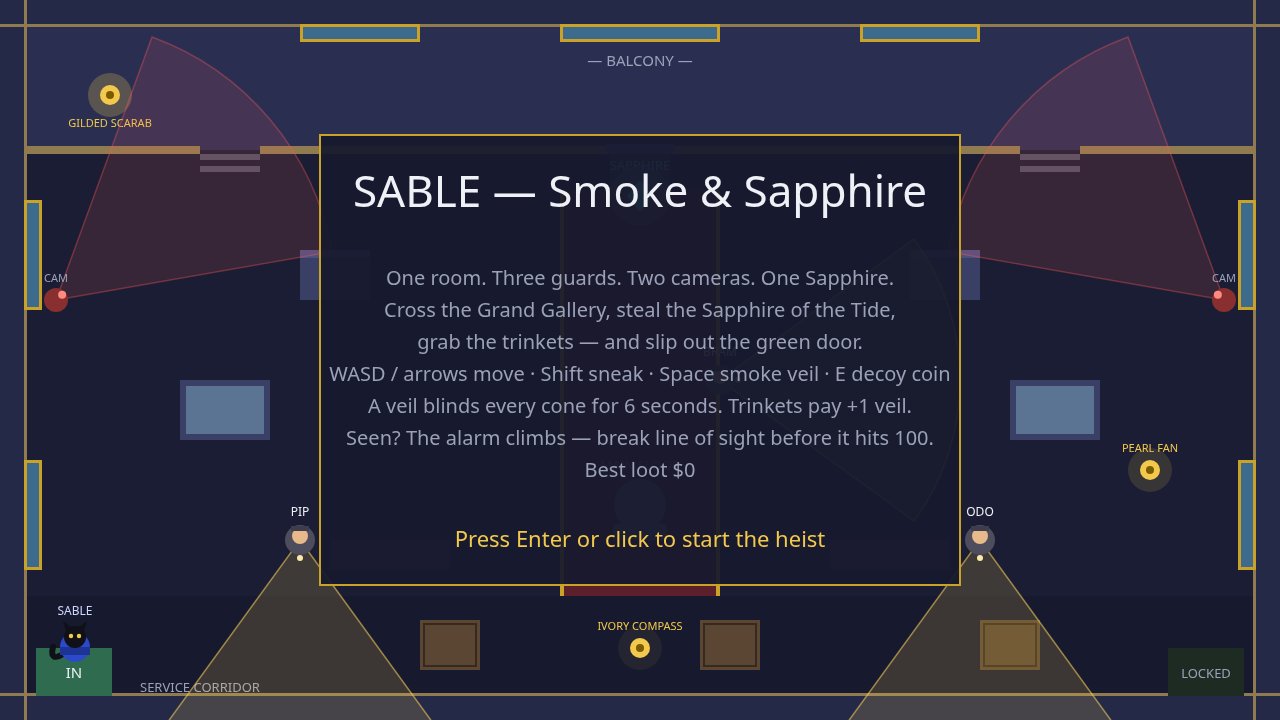 — BALCONY —
GILDED SCARAB
SAPPHIRE
SABLE — Smoke & Sapphire
CAM
CAM
One room. Three guards. Two cameras. One Sapphire.
Cross the Grand Gallery, steal the Sapphire of the Tide,
grab the trinkets — and slip out the green door.
WASD / arrows move · Shift sneak · Space smoke veil · E decoy coin
A veil blinds every cone for 6 seconds. Trinkets pay +1 veil.
Seen? The alarm climbs — break line of sight before it hits 100.
Best loot $0
PEARL FAN
PIP
ODO
Press Enter or click to start the heist
SABLE
IVORY COMPASS
IN
LOCKED
SERVICE CORRIDOR